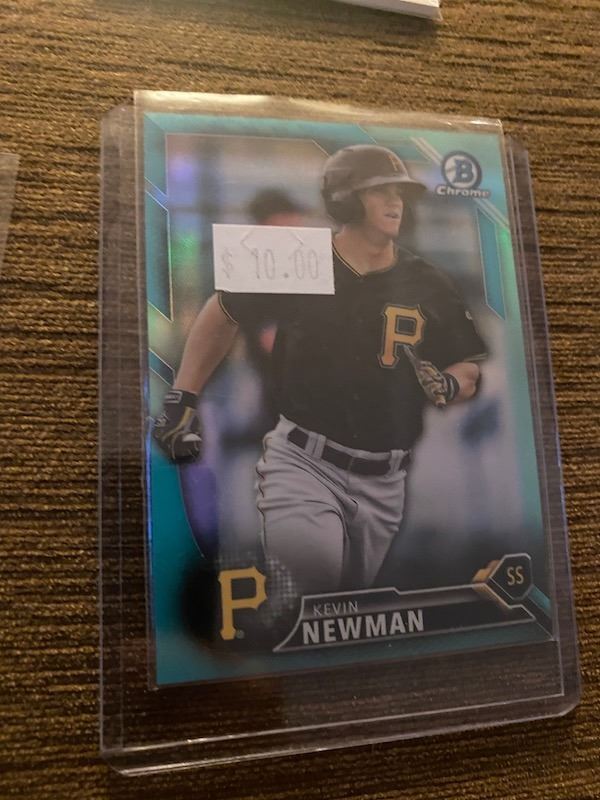 B
Chrome
$ 10.00
P
P
SS
KEVIN
NEWMAN